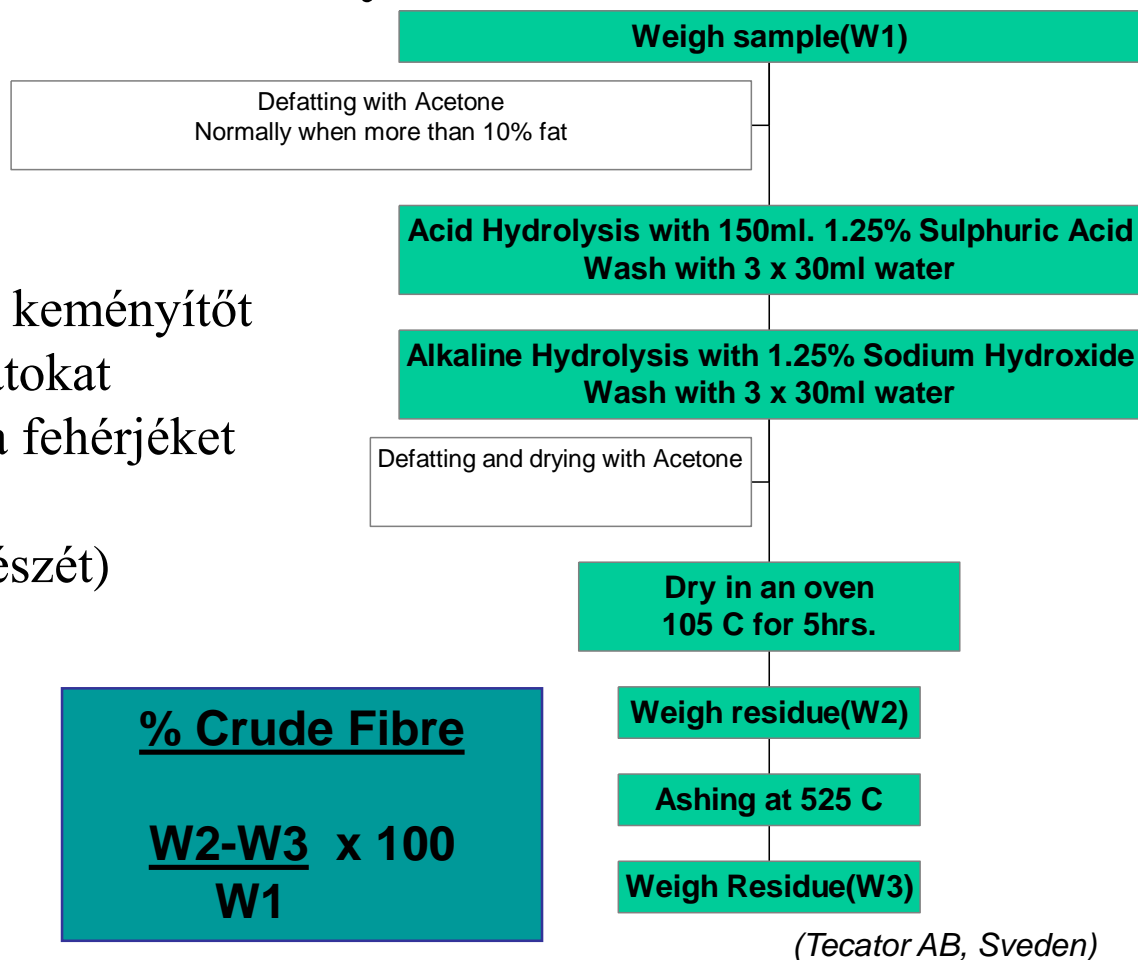 Weigh sample(W1)
Defatting with Acetone
Normally when more than 10% fat
Acid Hydrolysis with 150ml. 1.25% Sulphuric Acid
Wash with 3 x 30ml water
keményítőt
Alkaline Hydrolysis with 1.25% Sodium Hydroxide
Wash with 3 x 30ml water
fehérjéket
Defatting and drying with Acetone
Dry in an oven
105 C for 5hrs.
Weigh residue(W2)
Ashing at 525 C
Weigh Residue(W3)
% Crude Fibre
W2-W3 x 100
W1
(Tecator AB, Sveden)